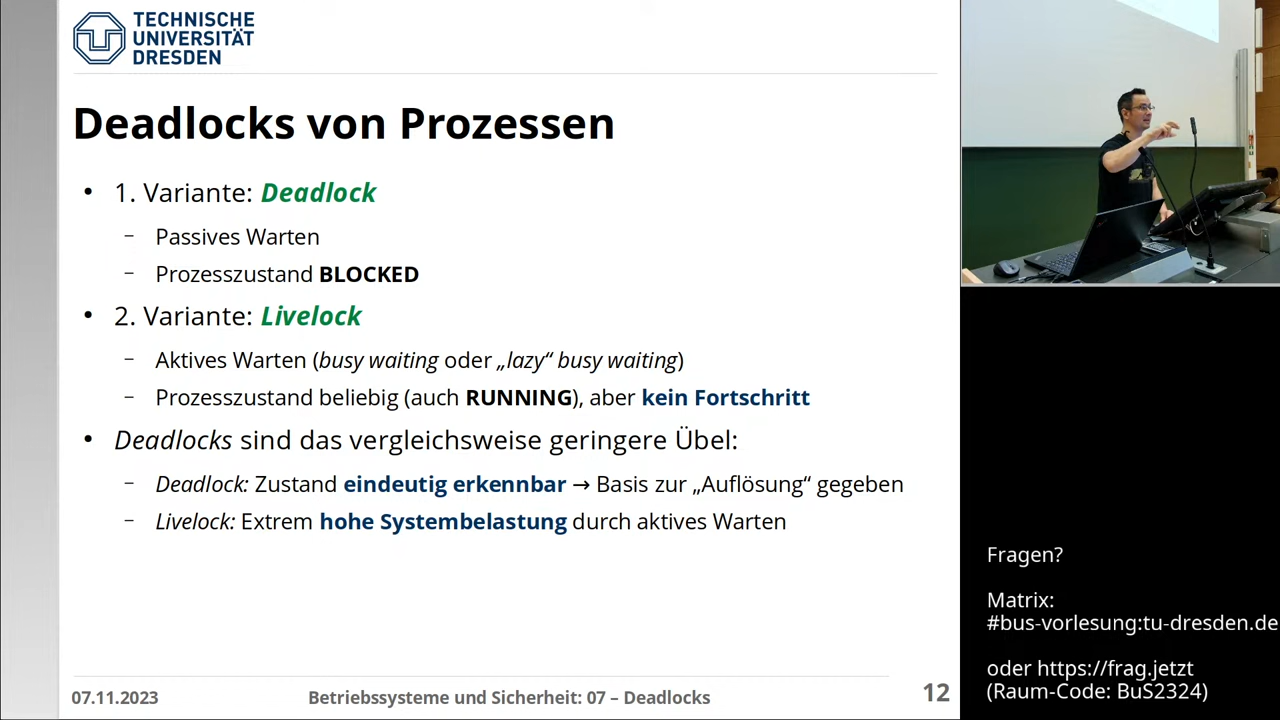 TECHNISCHE
UNIVERSITÄT
DRESDEN
Deadlocks von Prozessen
• 1. Variante: Deadlock
– Passives Warten
– Prozesszustand BLOCKED
• 2. Variante: Livelock
– Aktives Warten (busy waiting oder „lazy“ busy waiting)
– Prozesszustand beliebig (auch RUNNING), aber kein Fortschritt
• Deadlocks sind das vergleichsweise geringere Übel:
– Deadlock: Zustand eindeutig erkennbar → Basis zur „Auflösung“ gegeben
– Livelock: Extrem hohe Systembelastung durch aktives Warten
07.11.2023
Betriebssysteme und Sicherheit: 07 – Deadlocks
12
Fragen?
Matrix:
#bus-vorlesung:tu-dresden.de
oder https://frag.jetzt
(Raum-Code: BuS2324)